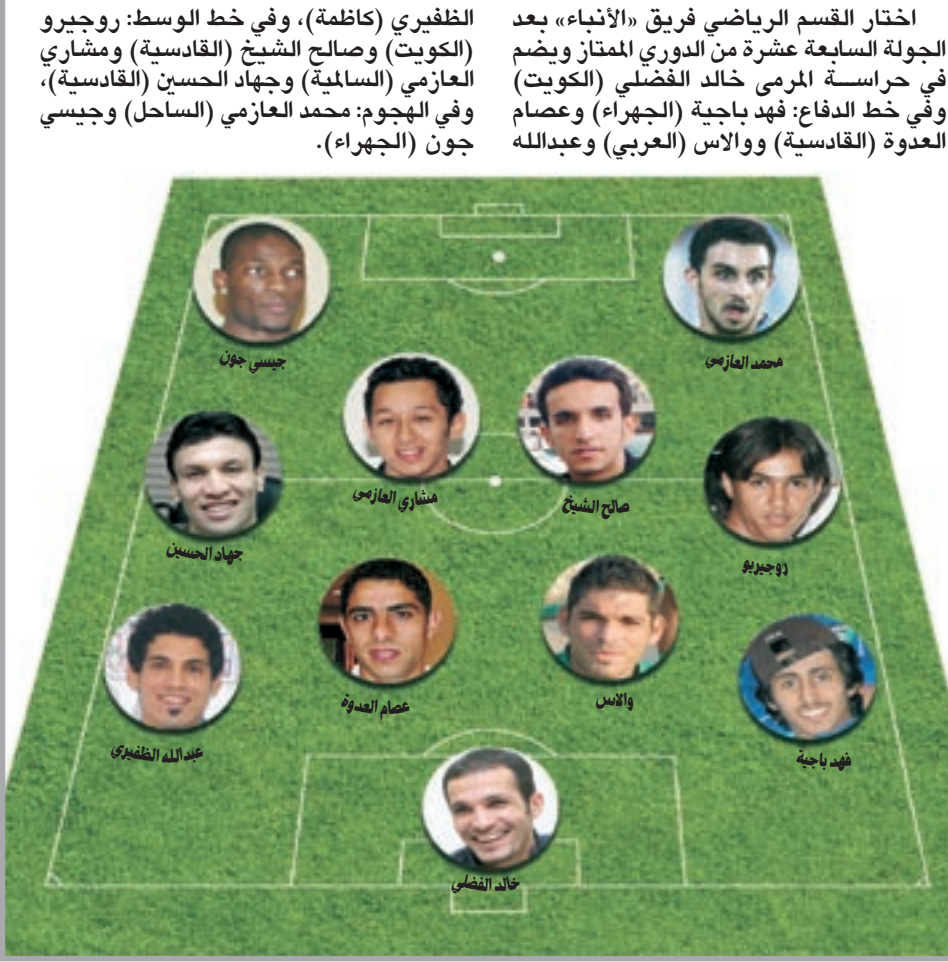 اختار القسم الرياضي فريق «الأنباء» بعد
الجولة السابعة عشرة من الدوري الممتاز ويضم
في حراســة المرمى خالد الفضلي (الكويت)
وفي خط الدفاع: فهد باجية (الجهراء) وعصام
العدوة (القادسية) ووالاس (العربي) وعبدالله
الظفيري (كاظمة)، وفي خط الوسط: روجيرو
(الكويت) وصالح الشيخ (القادسية) ومشاري
العازمي (السالمية) وجهاد الحسين (القادسية)،
وفي الهجوم: محمد العازمي (الساحل) وجيسي
جون (الجهراء).
محمد العازمي
جيسي جون
صالح الشيخ
مشاري العازمي
روجيريو
جهاد الحسين
والاس
عصام العدوة
فهد باجية
عبدالله الظفيري
خالد الفضلي